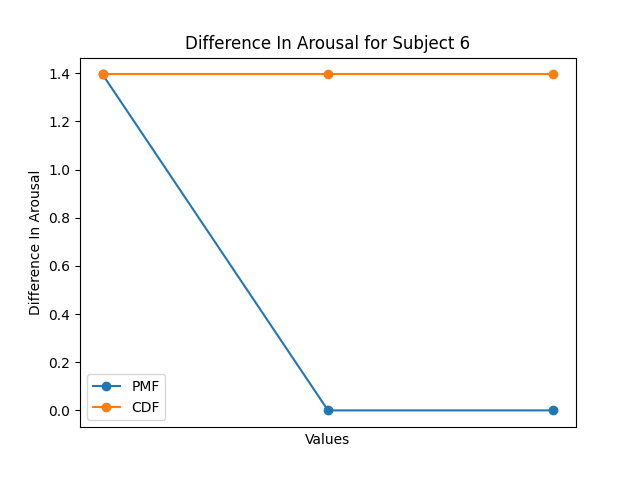 Difference In Arousal for Subject 6
Difference In Arousal
1.4
1.2
1.0
0.8
0.6
0.4
0.2
0.0
PMF
CDF
Values